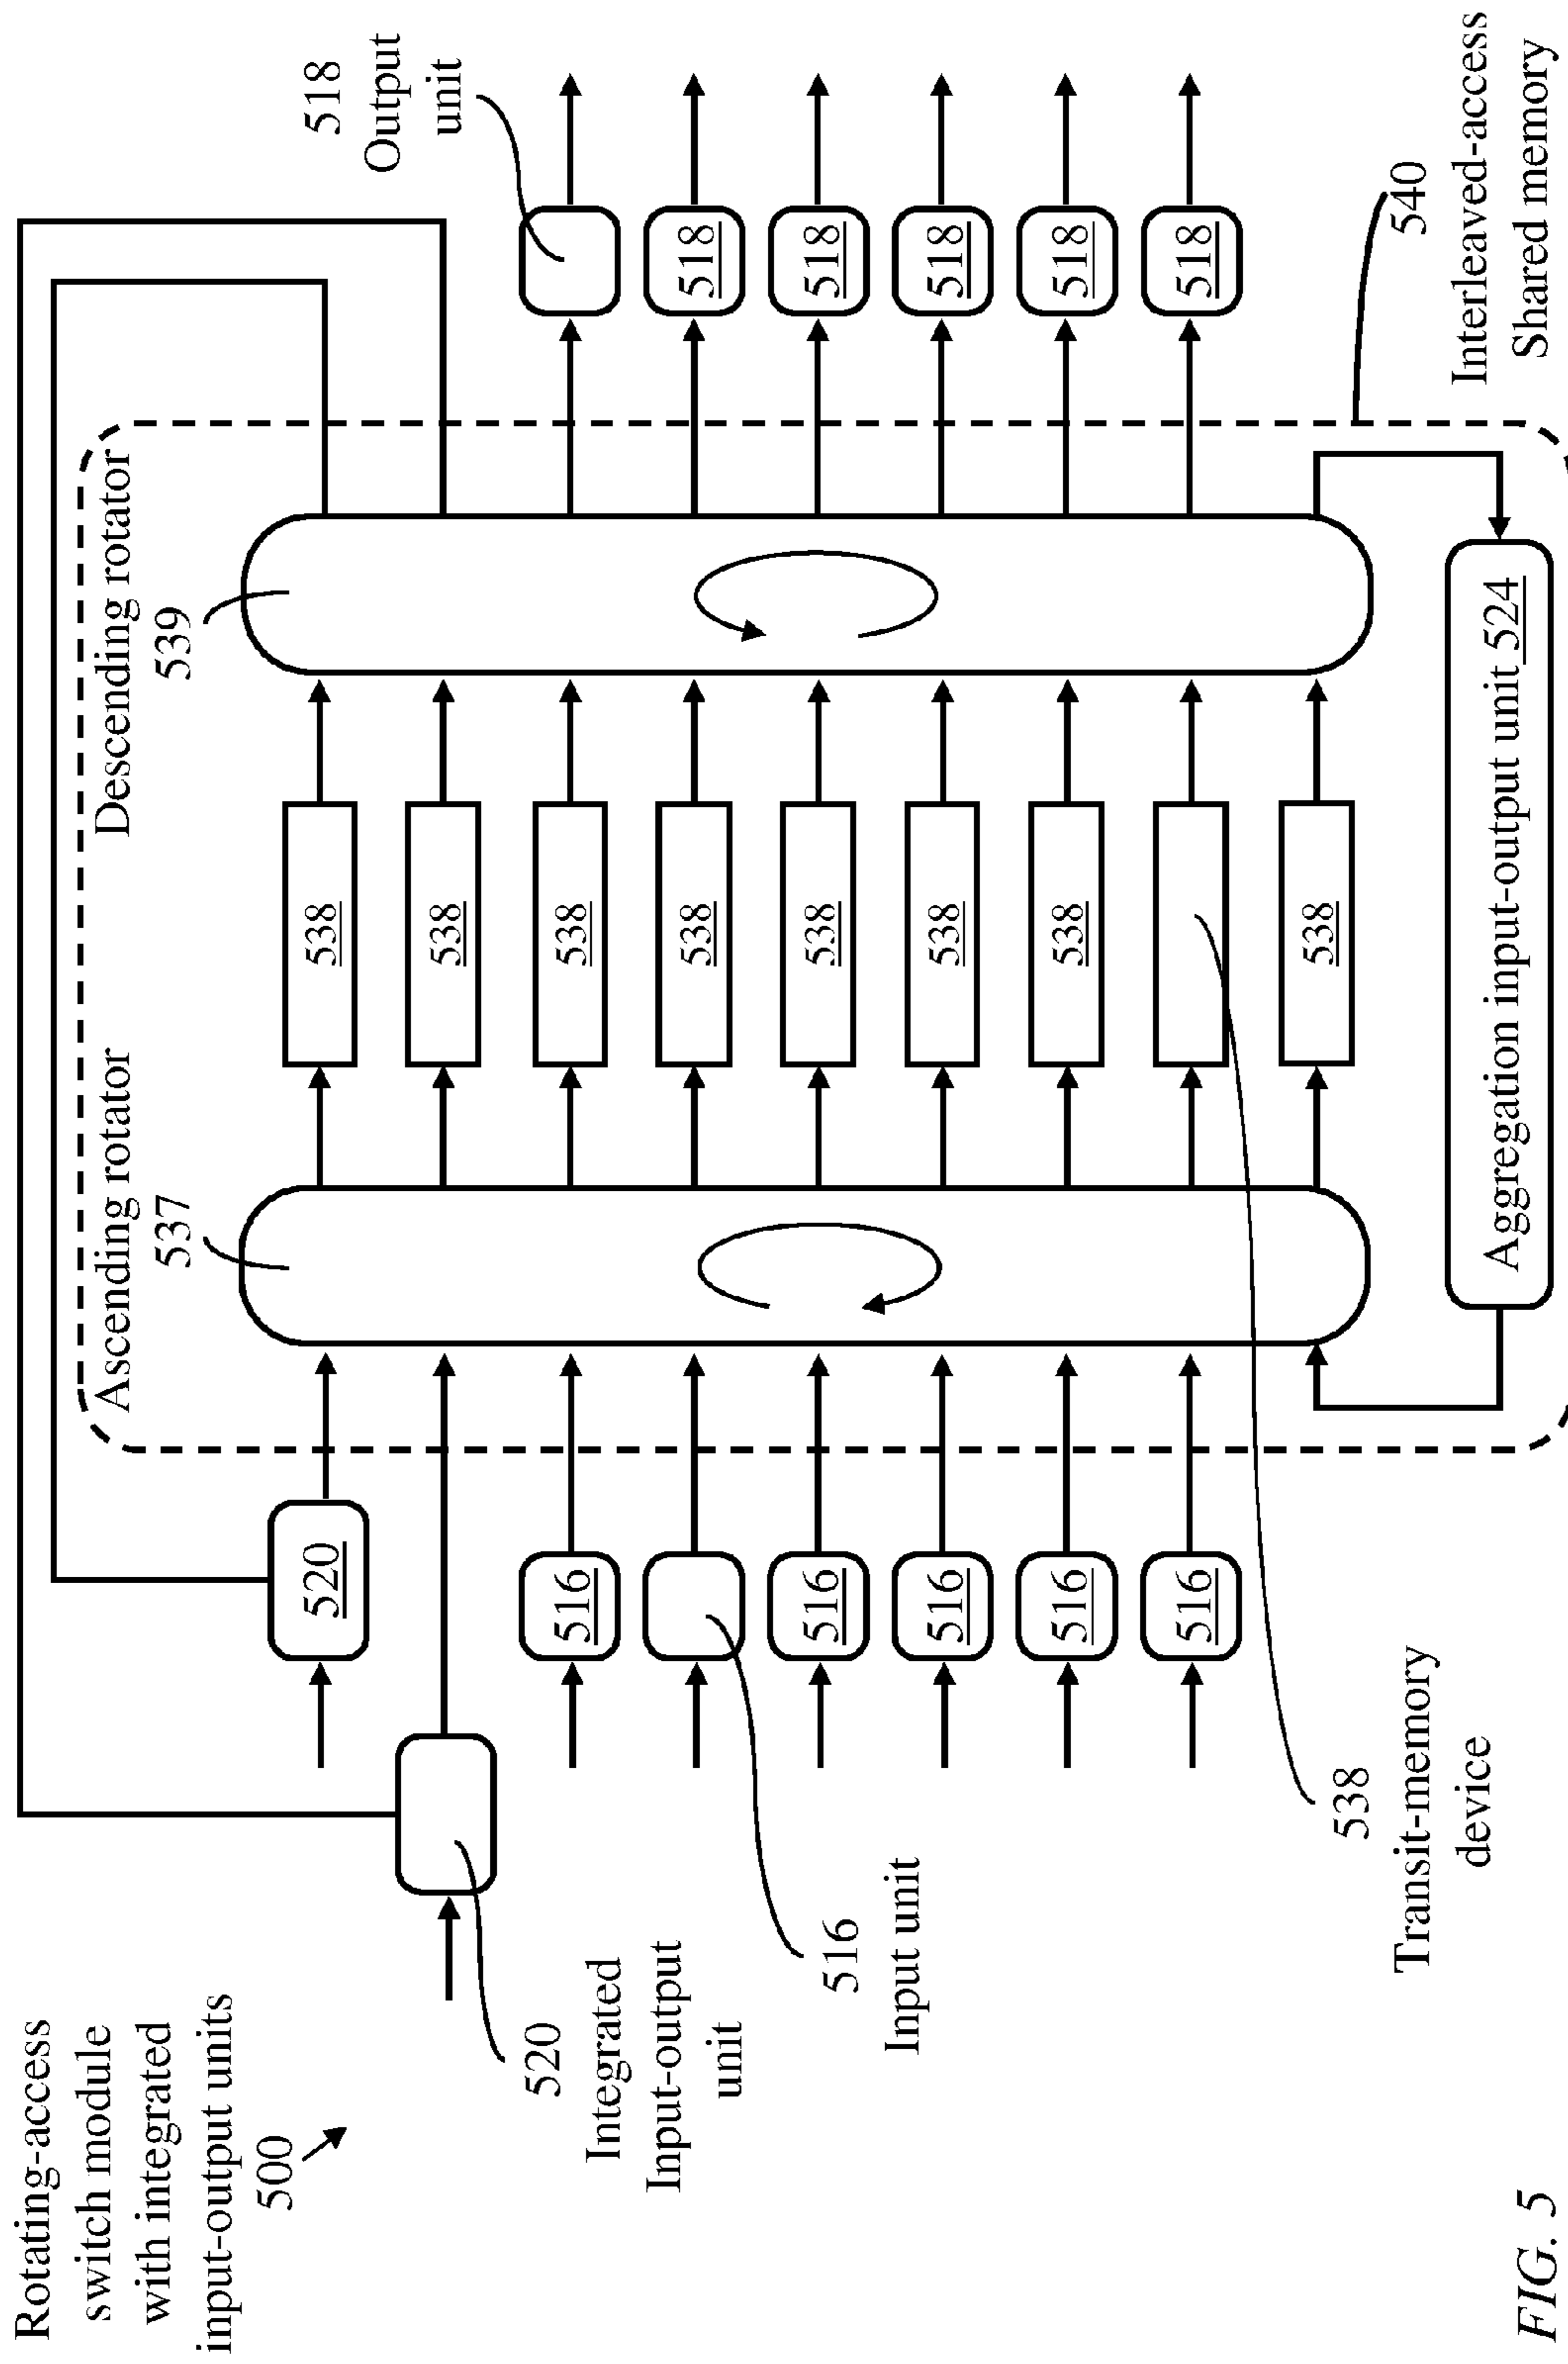 Rotating-access
switch module
with integrated
input-output units
500
520
Integrated
Input-output
unit
516
Input unit
538
Transit-memory
device
520
516
516
516
516
516
Ascending rotator
537
538
538
538
538
538
538
538
538
Descending rotator
539
Aggregation input-output unit 524
518
Output
unit
518
518
518
518
518
540
Interleaved-access
Shared memory
FIG. 5